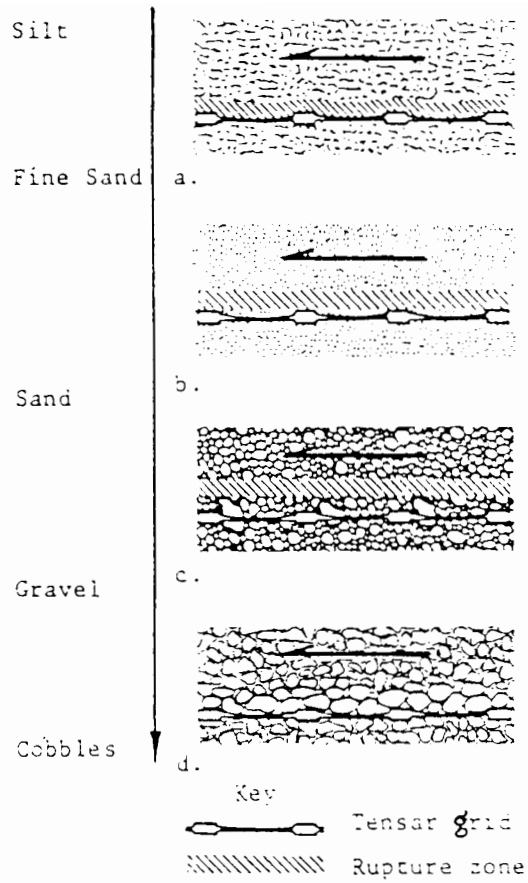 Silt
Fine Sand
a.
b.
Sand
c.
Gravel
d.
Cobbles
Key
Tensar grid
Rupture zone